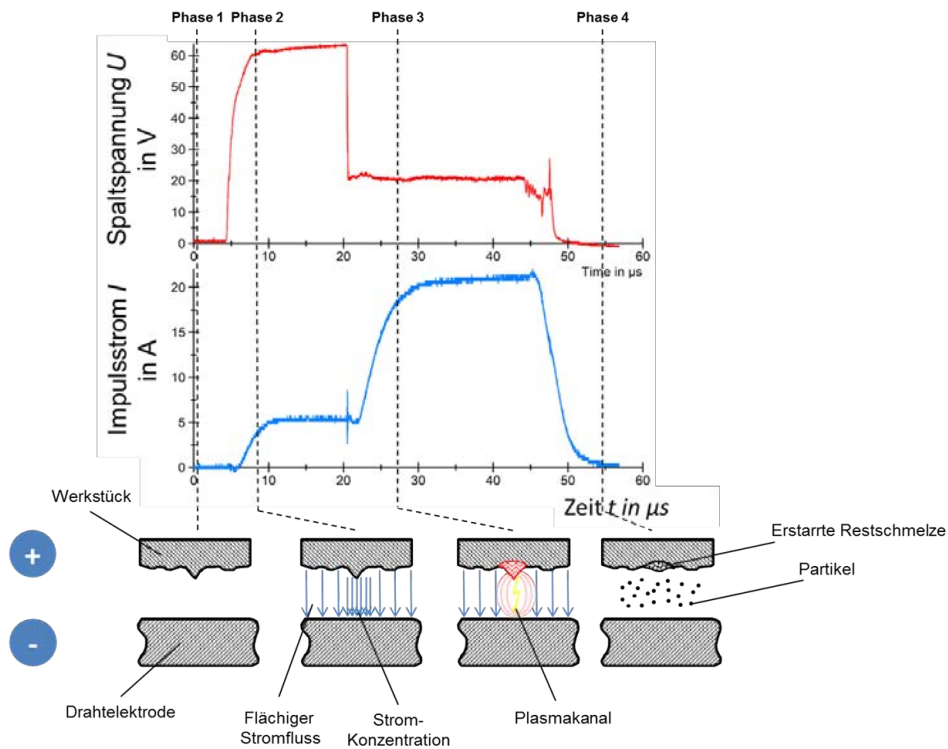 Phase 1 Phase 2 Phase 3 Phase 4
Spaltspannung U
in V
60
50
40
30
20
10
0
0 10 20 30 40 50 60
Time in µs
Impulsstrom I
in A
20
15
10
5
0
0 10 20 30 40 50 60
Zeit t in µs
Werkstück
Erstarrte Restschmelze
Partikel
+
-
Drahtelektrode
Flächiger
Stromfluss
Strom-
Konzentration
Plasmakanal